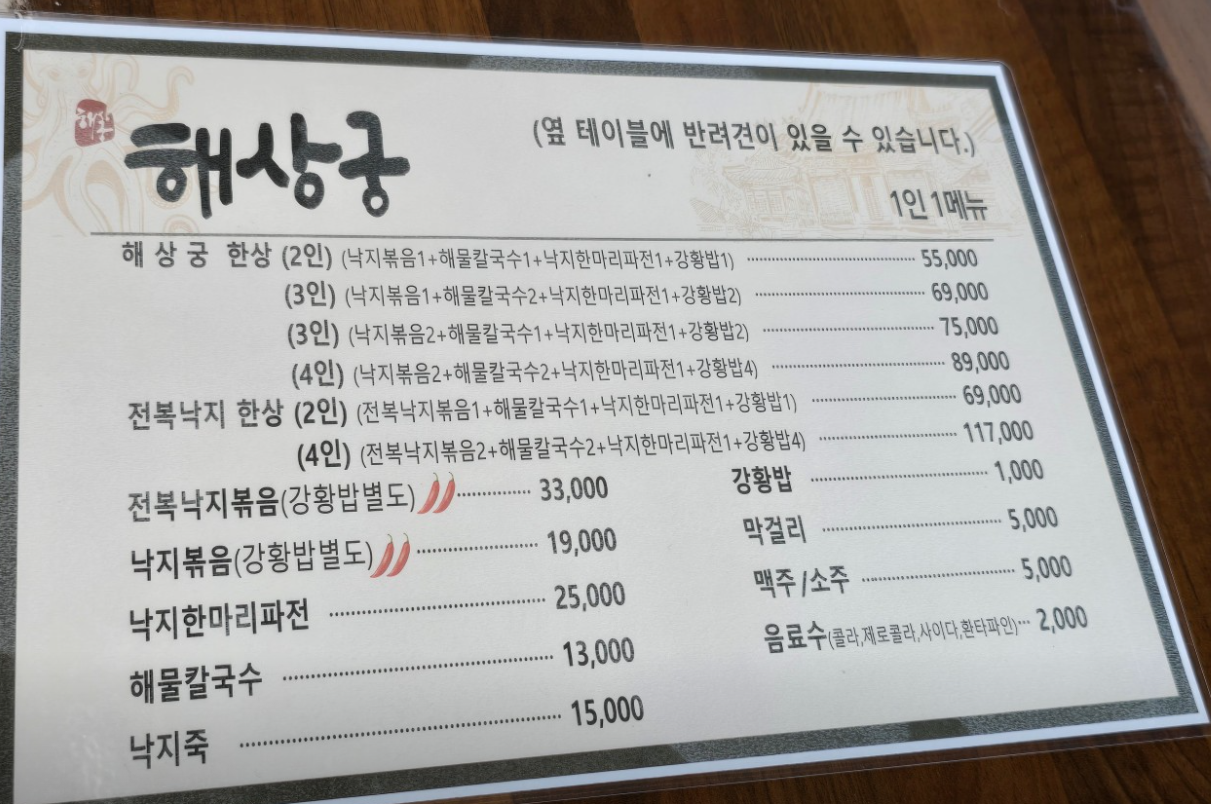 해상궁
해상궁
(옆 테이블에 반려견이 있을 수 있습니다.)
1인 1메뉴
해 상 궁 한상 (2인) (낙지볶음1+해물칼국수1+낙지한마리파전1+강황밥1) 55,000
(3인) (낙지볶음1+해물칼국수2+낙지한마리파전1+강황밥2) 69,000
(3인) (낙지볶음2+해물칼국수1+낙지한마리파전1+강황밥2) 75,000
(4인) (낙지볶음2+해물칼국수2+낙지한마리파전1+강황밥4) 89,000
전복낙지 한상 (2인) (전복낙지볶음1+해물칼국수1+낙지한마리파전1+강황밥1) 69,000
(4인) (전복낙지볶음2+해물칼국수2+낙지한마리파전1+강황밥4) 117,000
전복낙지볶음(강황밥별도) 33,000
낙지볶음(강황밥별도) 19,000
낙지한마리파전 25,000
해물칼국수 13,000
낙지죽 15,000
강황밥 1,000
막걸리 5,000
맥주/소주 5,000
음료수(콜라,제로콜라,사이다,환타파인) 2,000